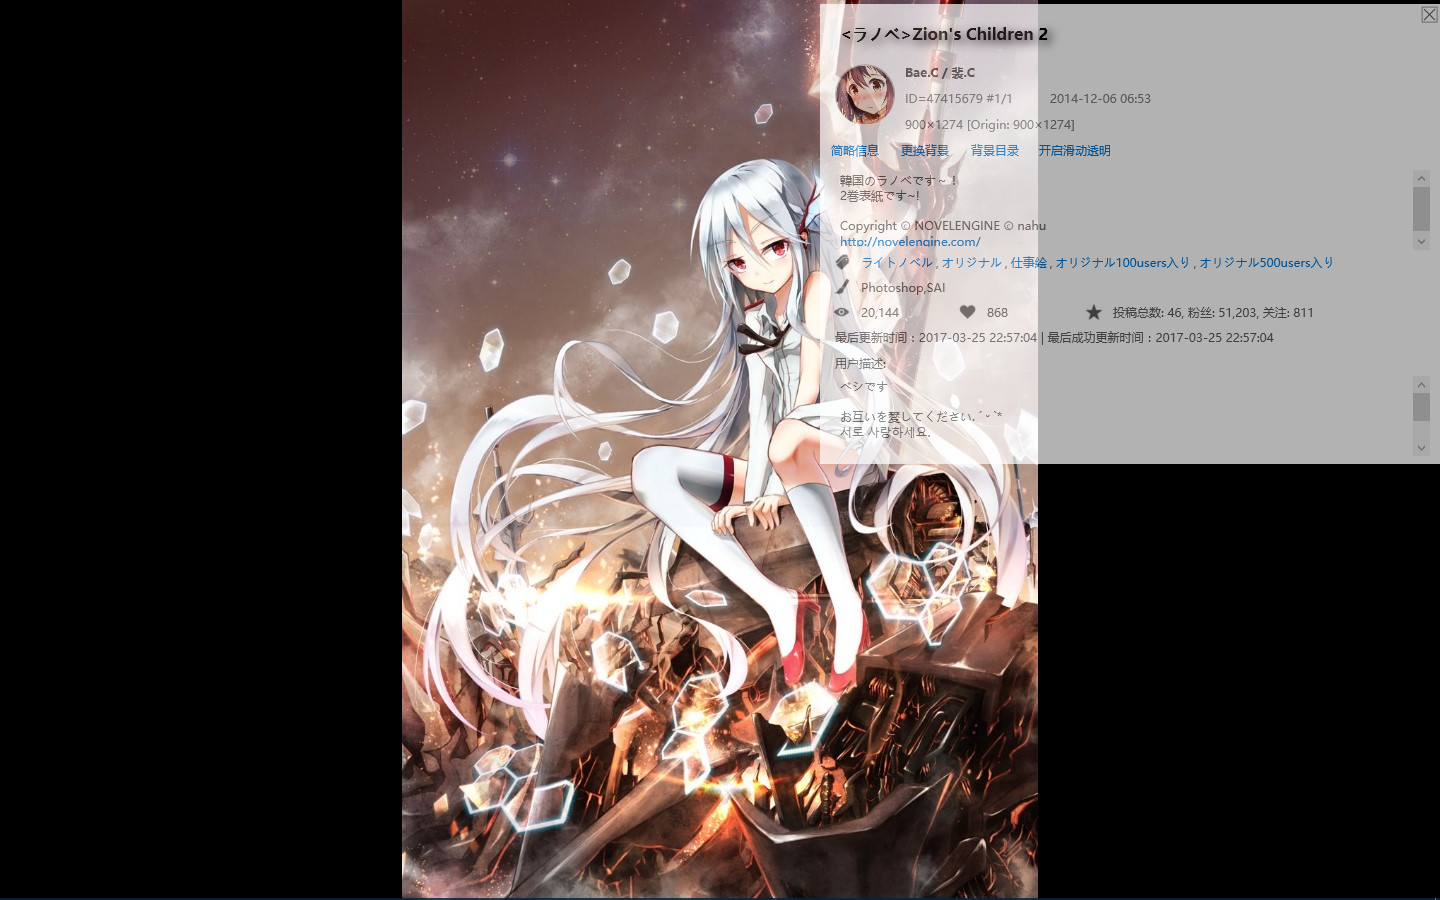 <ラノベ>Zion's Children 2
Bae.C / 裴.C
ID=47415679 #1/1 2014-12-06 06:53
900×1274 [Origin: 900×1274]
简略信息 更换背景 背景目录 开启滑动透明
韓国のラノベです～！
2巻表紙です~!
Copyright © NOVELENGINE © nahu
http://novelengine.com/
ライトノベル , オリジナル , 仕事絵 , オリジナル100users入り , オリジナル500users入り
Photoshop,SAI
20,144 868 投稿总数: 46, 粉丝: 51,203, 关注: 811
最后更新时间：2017-03-25 22:57:04 | 最后成功更新时间：2017-03-25 22:57:04
用户描述:
ベシです
お互いを愛してください. ́ ᵕ ̀*
서로 사랑하세요.